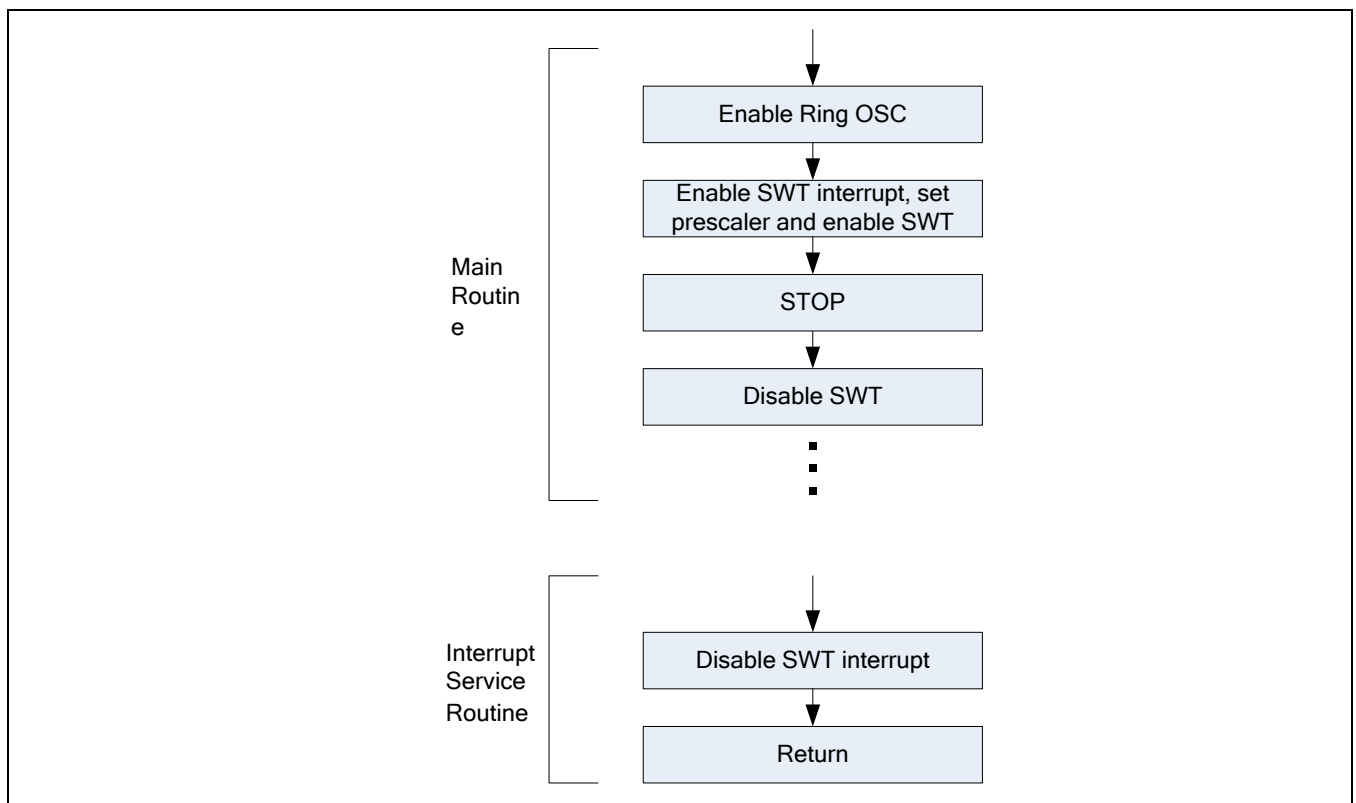 Enable Ring OSC
Enable SWT interrupt, set
prescaler and enable SWT
Main
Routin
e
STOP
Disable SWT
Interrupt
Service
Routine
Disable SWT interrupt
Return